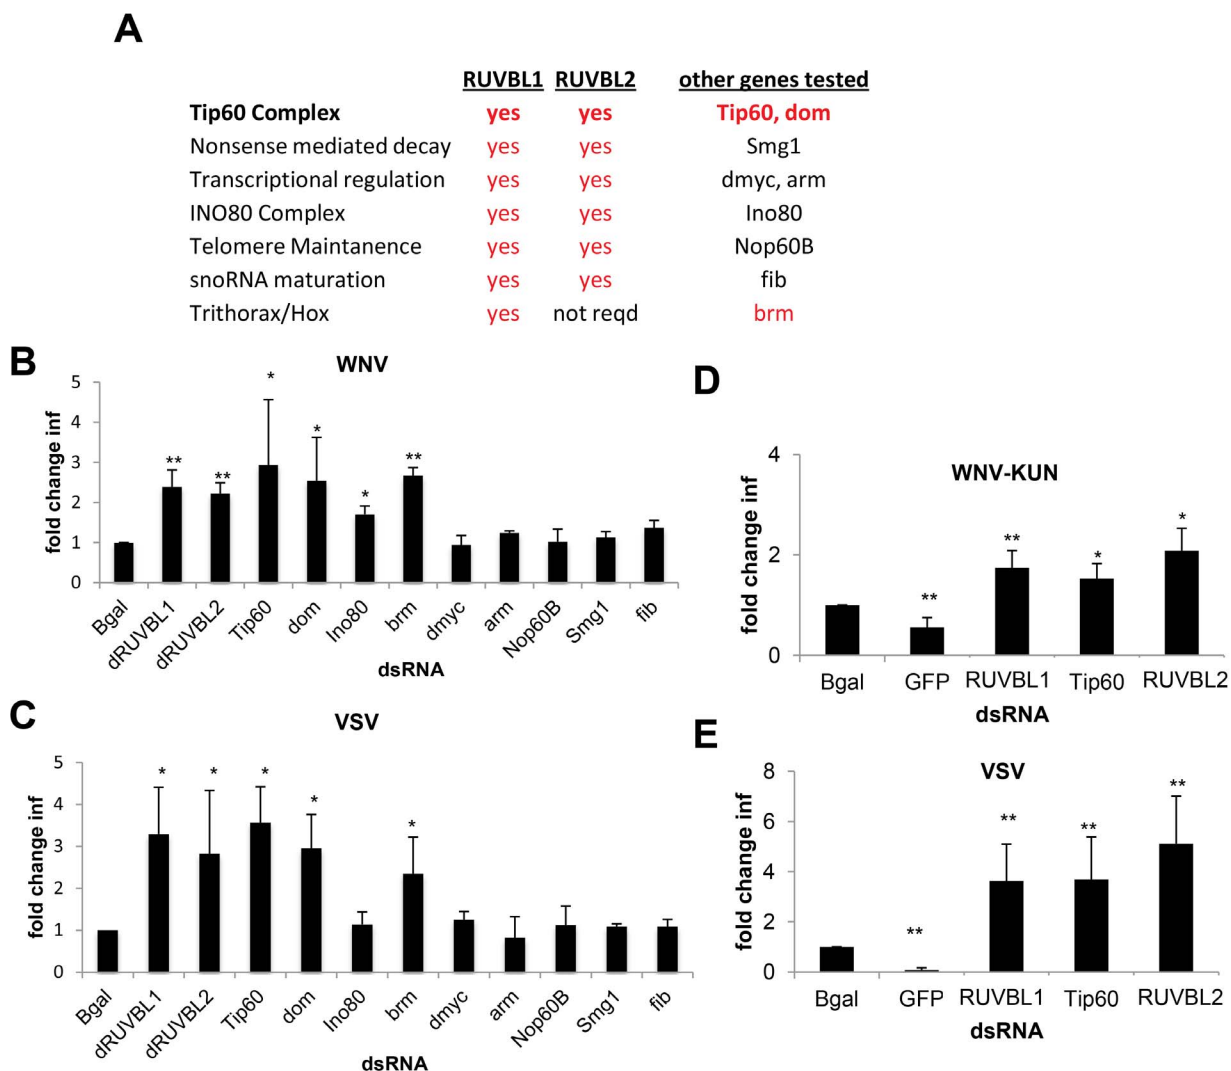 A
RUVBL1 RUVBL2 other genes tested
Tip60 Complex yes yes Tip60, dom
Nonsense mediated decay yes yes Smg1
Transcriptional regulation yes yes dmyc, arm
INO80 Complex yes yes Ino80
Telomere Maintanence yes yes Nop60B
snoRNA maturation yes yes fib
Trithorax/Hox yes not reqd brm
B
WNV
fold change inf
5
4
3
2
1
0
* 
** ** * * **
Bgal dRUVBL1 dRUVBL2 Tip60 dom Ino80 brm dmyc arm Nop60B Smg1 fib
dsRNA
C
VSV
fold change inf
5
4
3
2
1
0
* * * * *
Bgal dRUVBL1 dRUVBL2 Tip60 dom Ino80 brm dmyc arm Nop60B Smg1 fib
dsRNA
D
WNV-KUN
fold change inf
4
2
0
** ** * *
Bgal GFP RUVBL1 Tip60 RUVBL2
dsRNA
E
VSV
fold change inf
8
6
4
2
0
** ** ** **
Bgal GFP RUVBL1 Tip60 RUVBL2
dsRNA